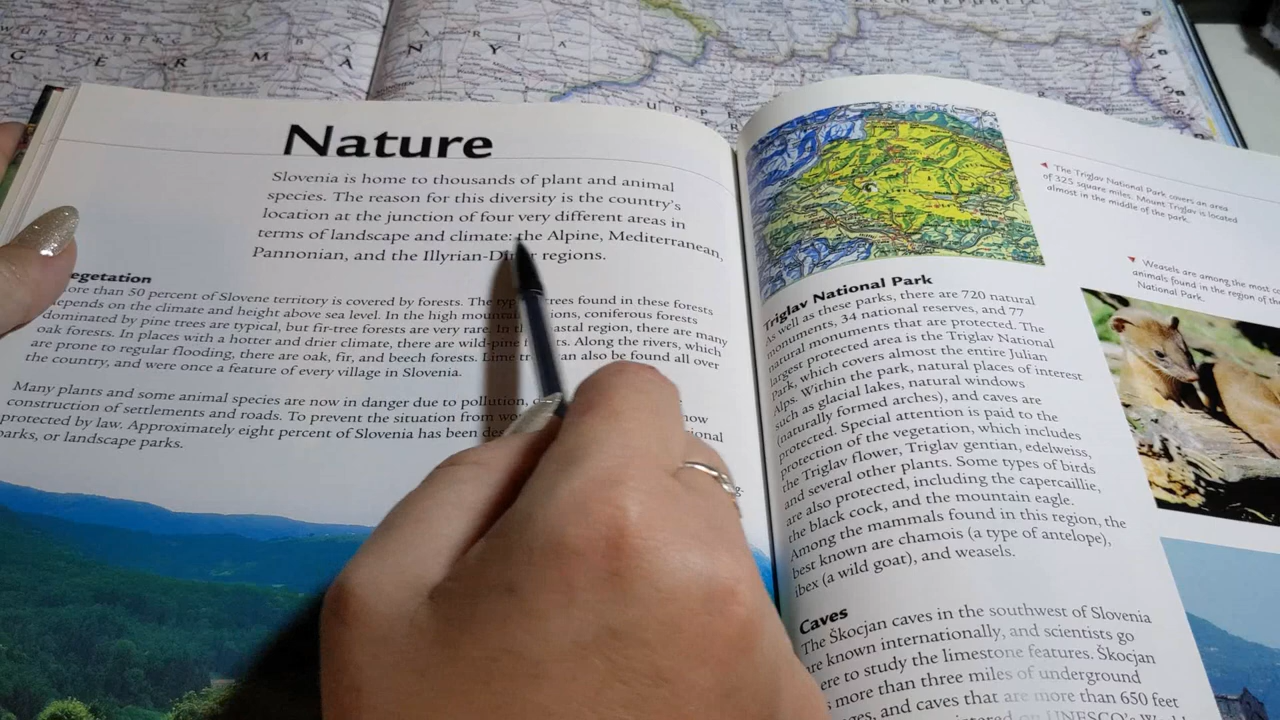 WÜRTTEMBERG
G E R M A N Y
B A V A R I A
UPP
Nature
Slovenia is home to thousands of plant and animal
species. The reason for this diversity is the country's
location at the junction of four very different areas in
terms of landscape and climate: the Alpine, Mediterranean,
Pannonian, and the Illyrian- regions.
egetation
ore than 50 percent of Slovene territory is covered by forests. The trees found in these forests
depends on the climate and height above sea level. In the high coniferous forests
dominated by pine trees are typical, but fir-tree forests are very rare. In coastal region, there are many
oak forests. In places with a hotter and drier climate, there are wild-pine Along the rivers, which
are prone to regular flooding, there are oak, fir, and beech forests. Lime can also be found all over
the country, and were once a feature of every village in Slovenia.
Many plants and some animal species are now in danger due to pollution,
construction of settlements and roads. To prevent the situation from now
protected by law. Approximately eight percent of Slovenia has been
parks, or landscape parks.
The Triglav National Park covers an area
of 325 square miles. Mount Triglav is located
almost in the middle of the park.
Weasels are among the most co
animals found in the region of th
National Park.
Triglav National Park
As well as these parks, there are 720 natural
monuments, 34 national reserves, and 77
natural monuments that are protected. The
largest protected area is the Triglav National
Park, which covers almost the entire Julian
Alps. Within the park, natural places of interest
such as glacial lakes, natural windows
(naturally formed arches), and caves are
protected. Special attention is paid to the
protection of the vegetation, which includes
the Triglav flower, Triglav gentian, edelweiss,
and several other plants. Some types of birds
are also protected, including the capercaillie,
the black cock, and the mountain eagle.
Among the mammals found in this region, the
best known are chamois (a type of antelope),
ibex (a wild goat), and weasels.
Caves
The Škocjan caves in the southwest of Slovenia
are known internationally, and scientists go
ere to study the limestone features. Škocjan
s more than three miles of underground
ges, and caves that are more than 650 feet
on UNESCO's World